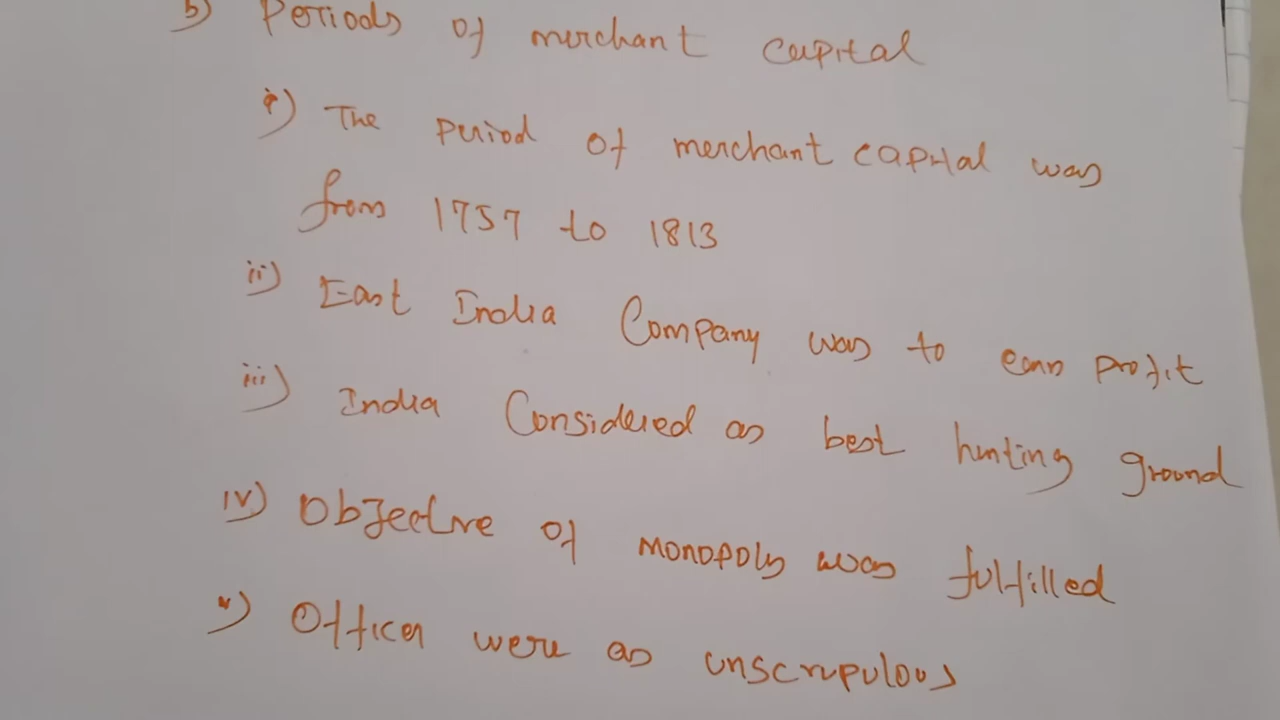 b) Periods of merchant capital
i) The period of merchant capital was
from 1757 to 1813
ii) East India Company was to earn profit
iii) India Considered as best hunting ground
iv) Objective of monopoly was fulfilled
v) Officer were as unscrupulous